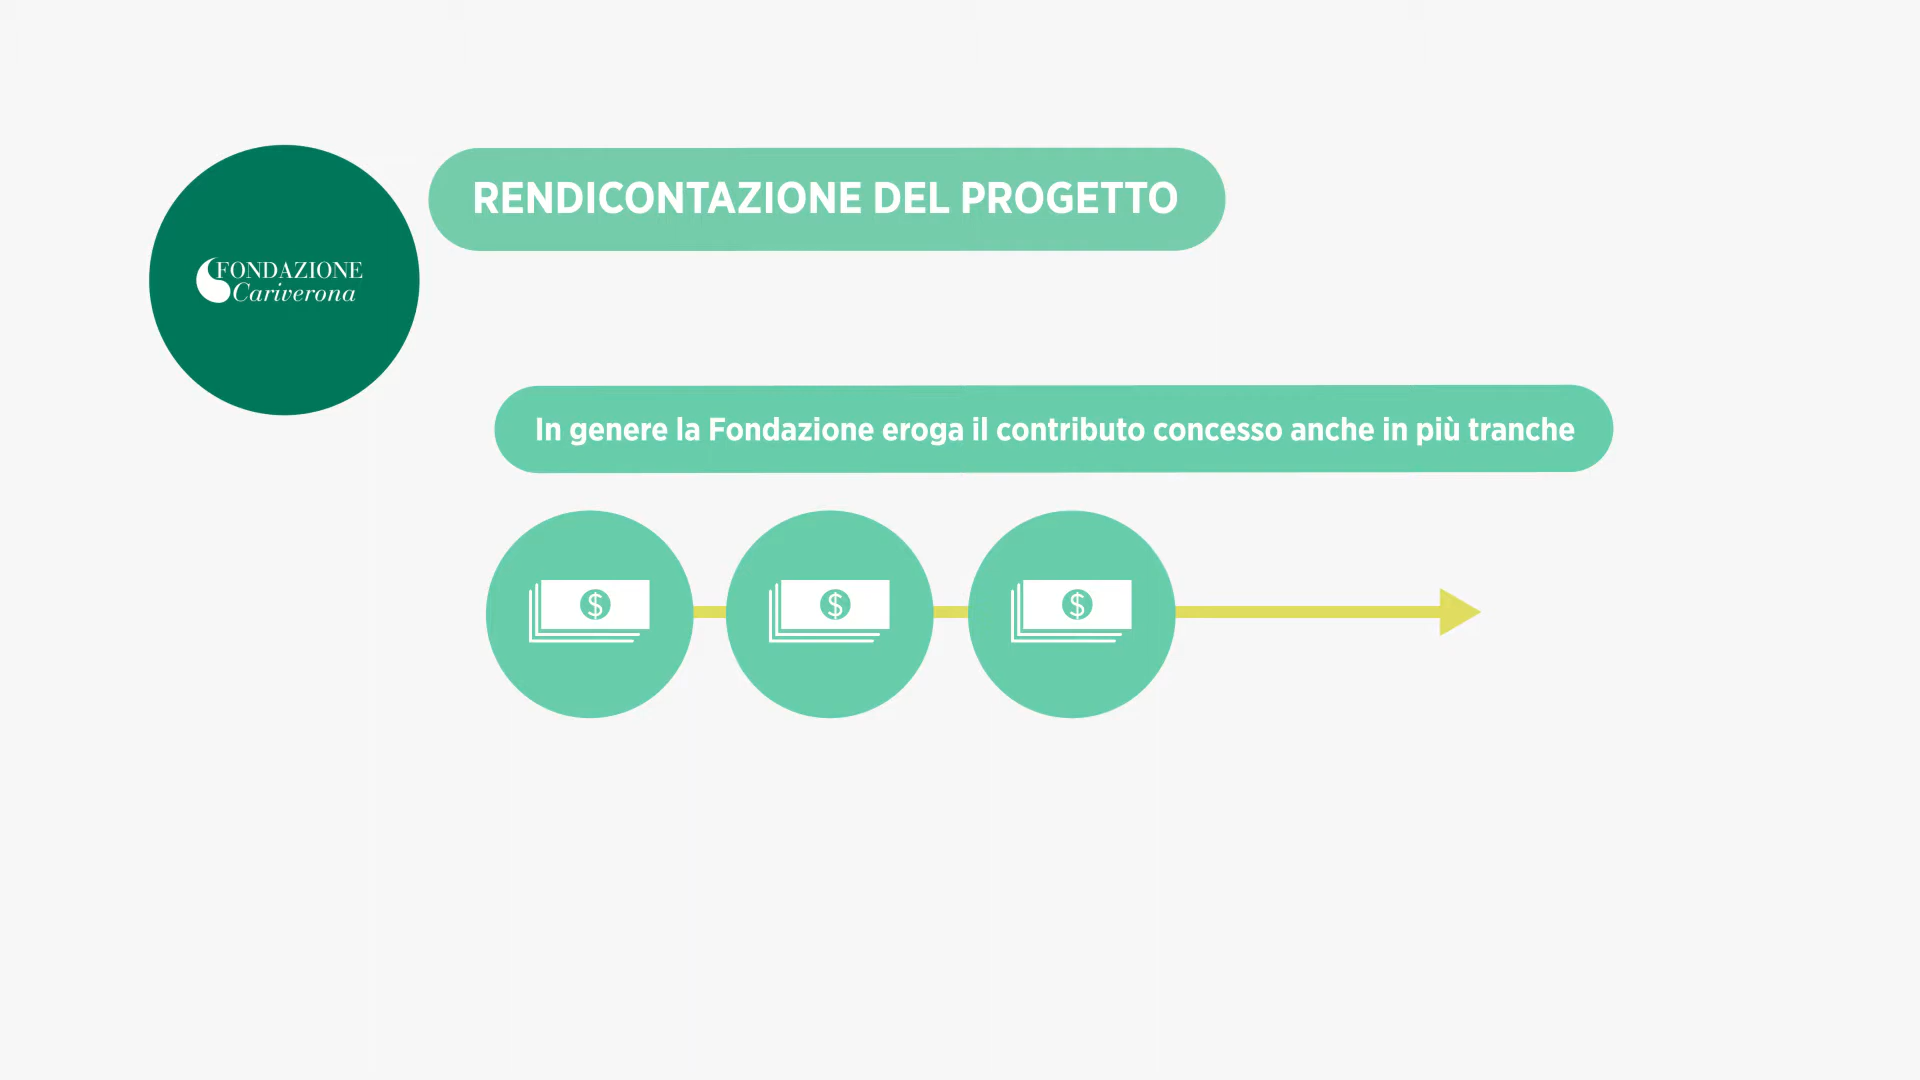 RENDICONTAZIONE DEL PROGETTO
FONDAZIONE
Cariverona
In genere la Fondazione eroga il contributo concesso anche in più tranche
$ $ $